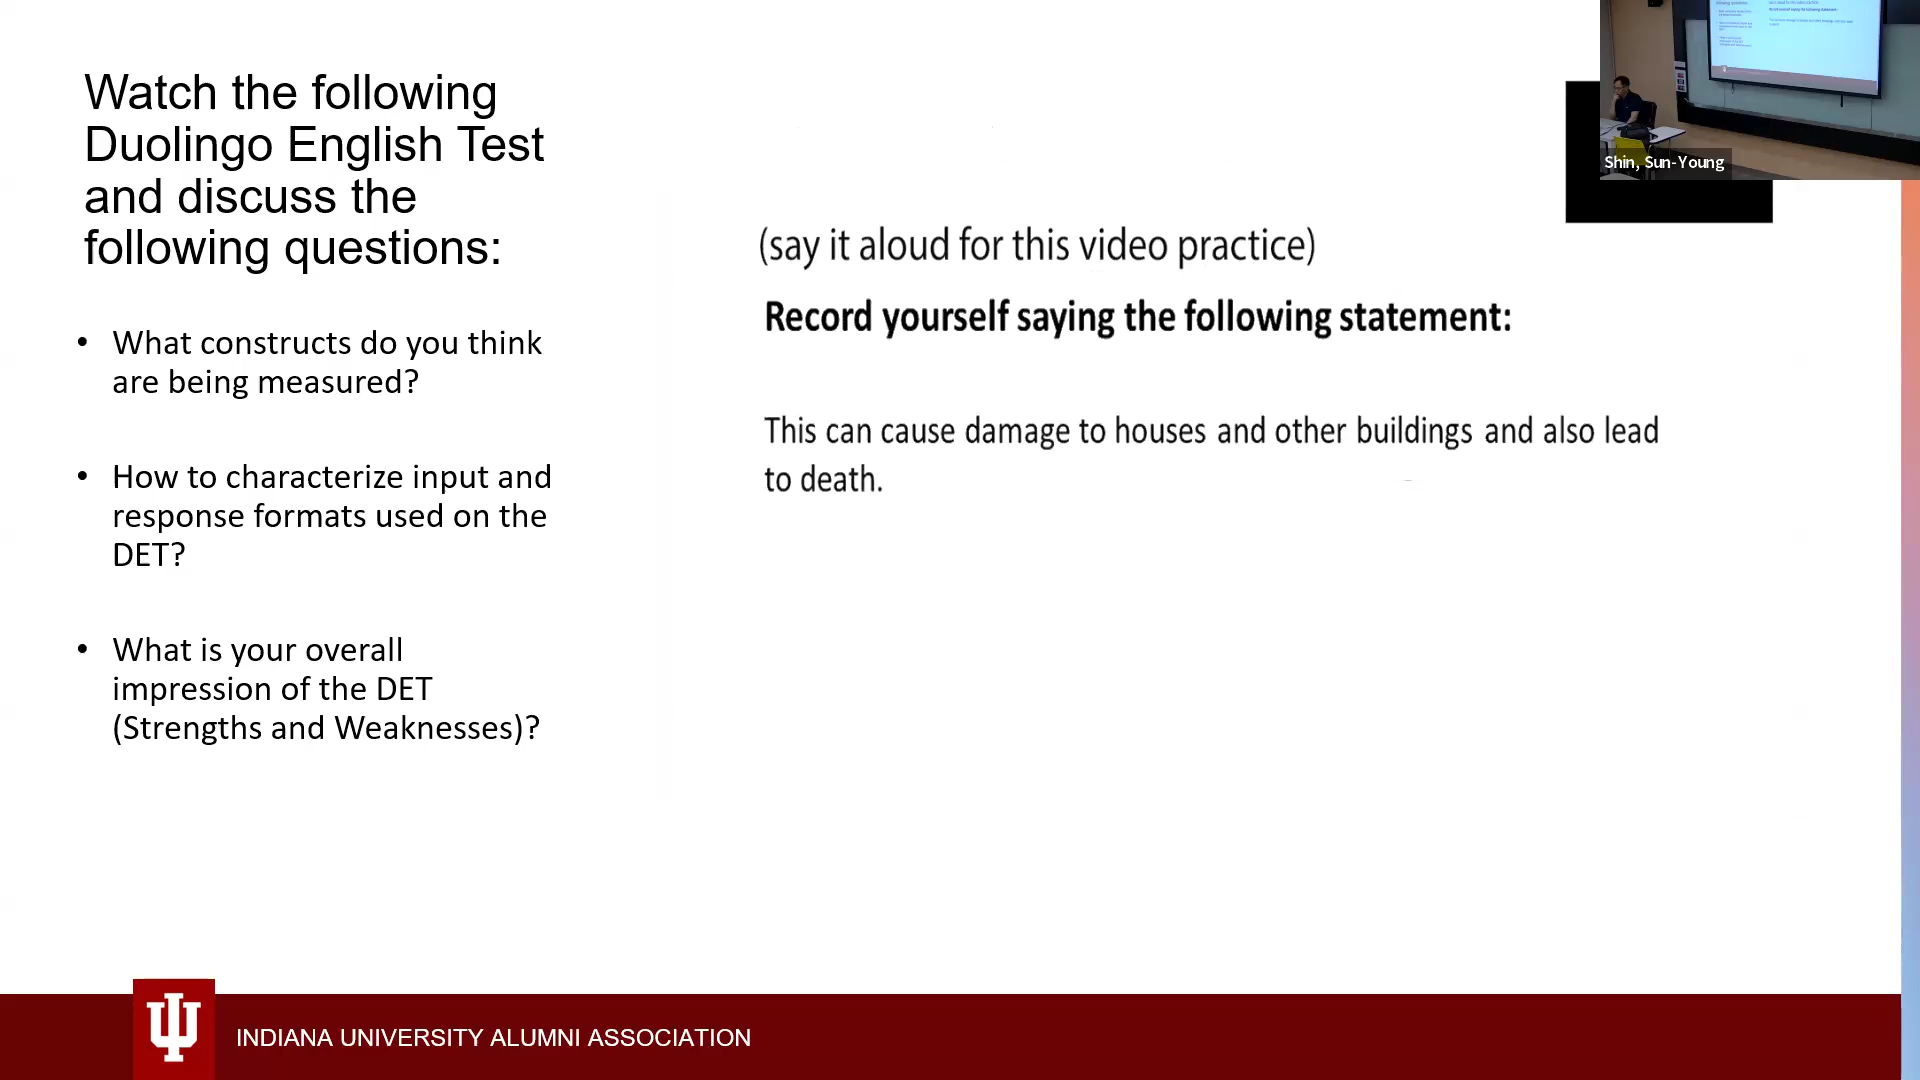 Watch the following
Duolingo English Test
and discuss the
following questions:
• What constructs do you think
are being measured?
• How to characterize input and
response formats used on the
DET?
• What is your overall
impression of the DET
(Strengths and Weaknesses)?
(say it aloud for this video practice)
Record yourself saying the following statement:
This can cause damage to houses and other buildings and also lead
to death.
Shin, Sun-Young
INDIANA UNIVERSITY ALUMNI ASSOCIATION